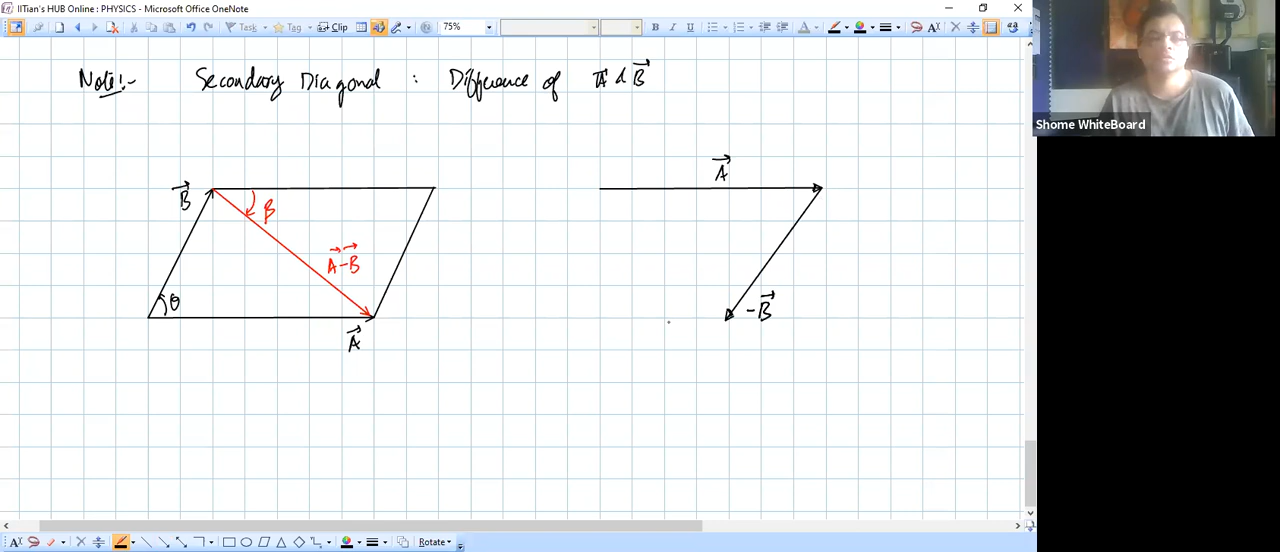 IITian's HUB Online : PHYSICS - Microsoft Office OneNote
Task Tag Clip 75% B I U A
Note:- Secondary Diagonal : Difference of A⃗ & B⃗
Shome WhiteBoard
B⃗
β
A⃗-B⃗
θ
A⃗
A⃗
-B⃗
Rotate